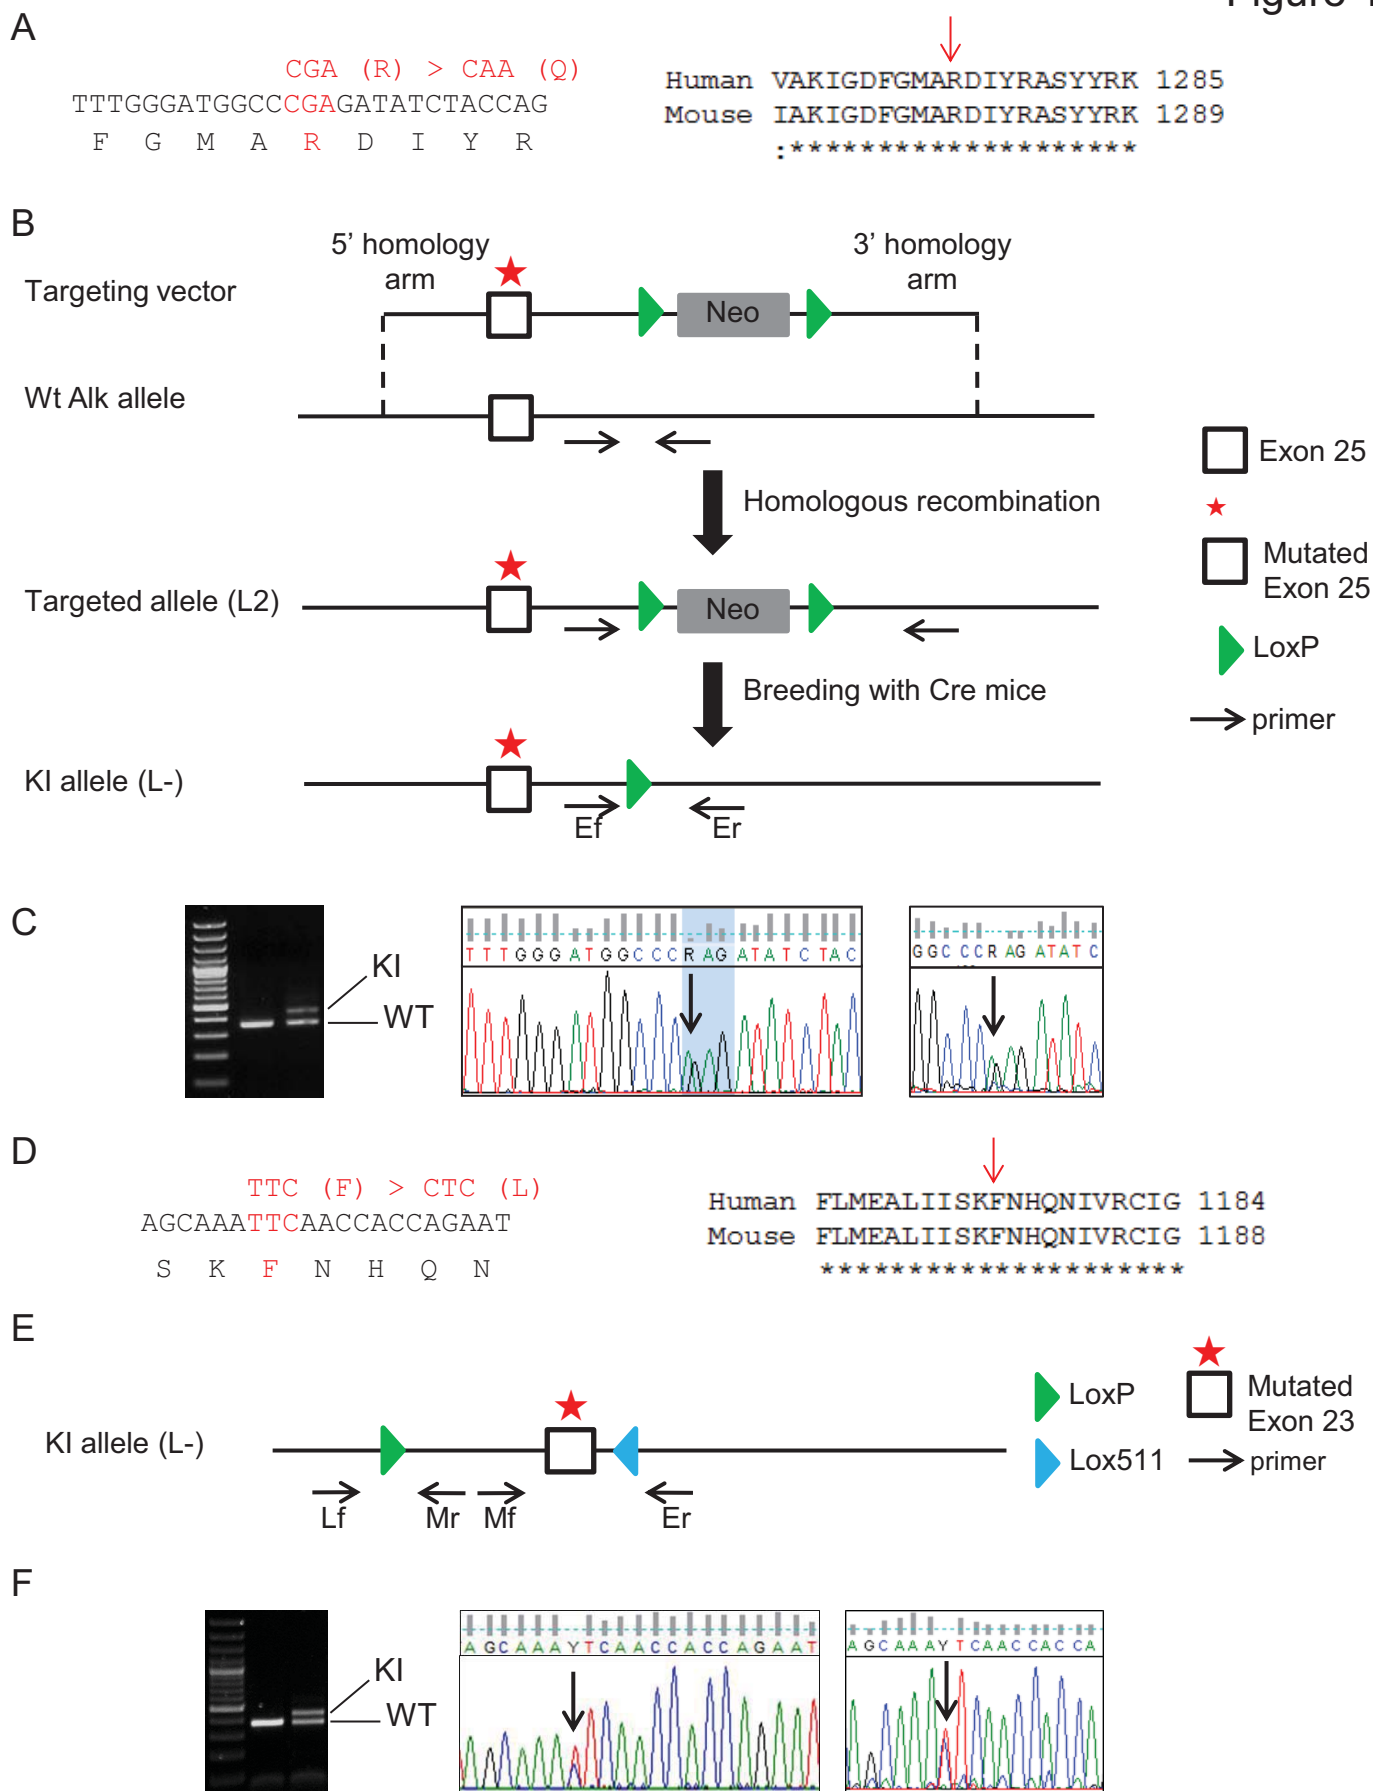 Figure
A
CGA (R) > CAA (Q)
TTTGGGATGGCCCGAGATATCTACCAG
F G M A R D I Y R
Human VAKIGDFGMARDIYRASYYRK 1285
Mouse IAKIGDFGMARDIYRASYYRK 1289
:********************
B
5’ homology arm
3’ homology arm
Targeting vector
Neo
Wt Alk allele
Homologous recombination
Targeted allele (L2)
Neo
Breeding with Cre mice
KI allele (L-)
Ef
Er
Exon 25
Mutated
Exon 25
LoxP
primer
C
KI
WT
TTTGGGATGGCCCRAGATATCTAC
GGCCCRAGATATC
D
TTC (F) > CTC (L)
AGCAAATTCAACCACCAGAAT
S K F N H Q N
Human FLMEALIISKFNHQNIVRCIG 1184
Mouse FLMEALIISKFNHQNIVRCIG 1188
*********************
E
KI allele (L-)
Lf
Mr
Mf
Er
LoxP
Lox511
Mutated
Exon 23
primer
F
KI
WT
AGCAAAYTCAACCACCAGAAT
AGCAAAYTCAACCACCA